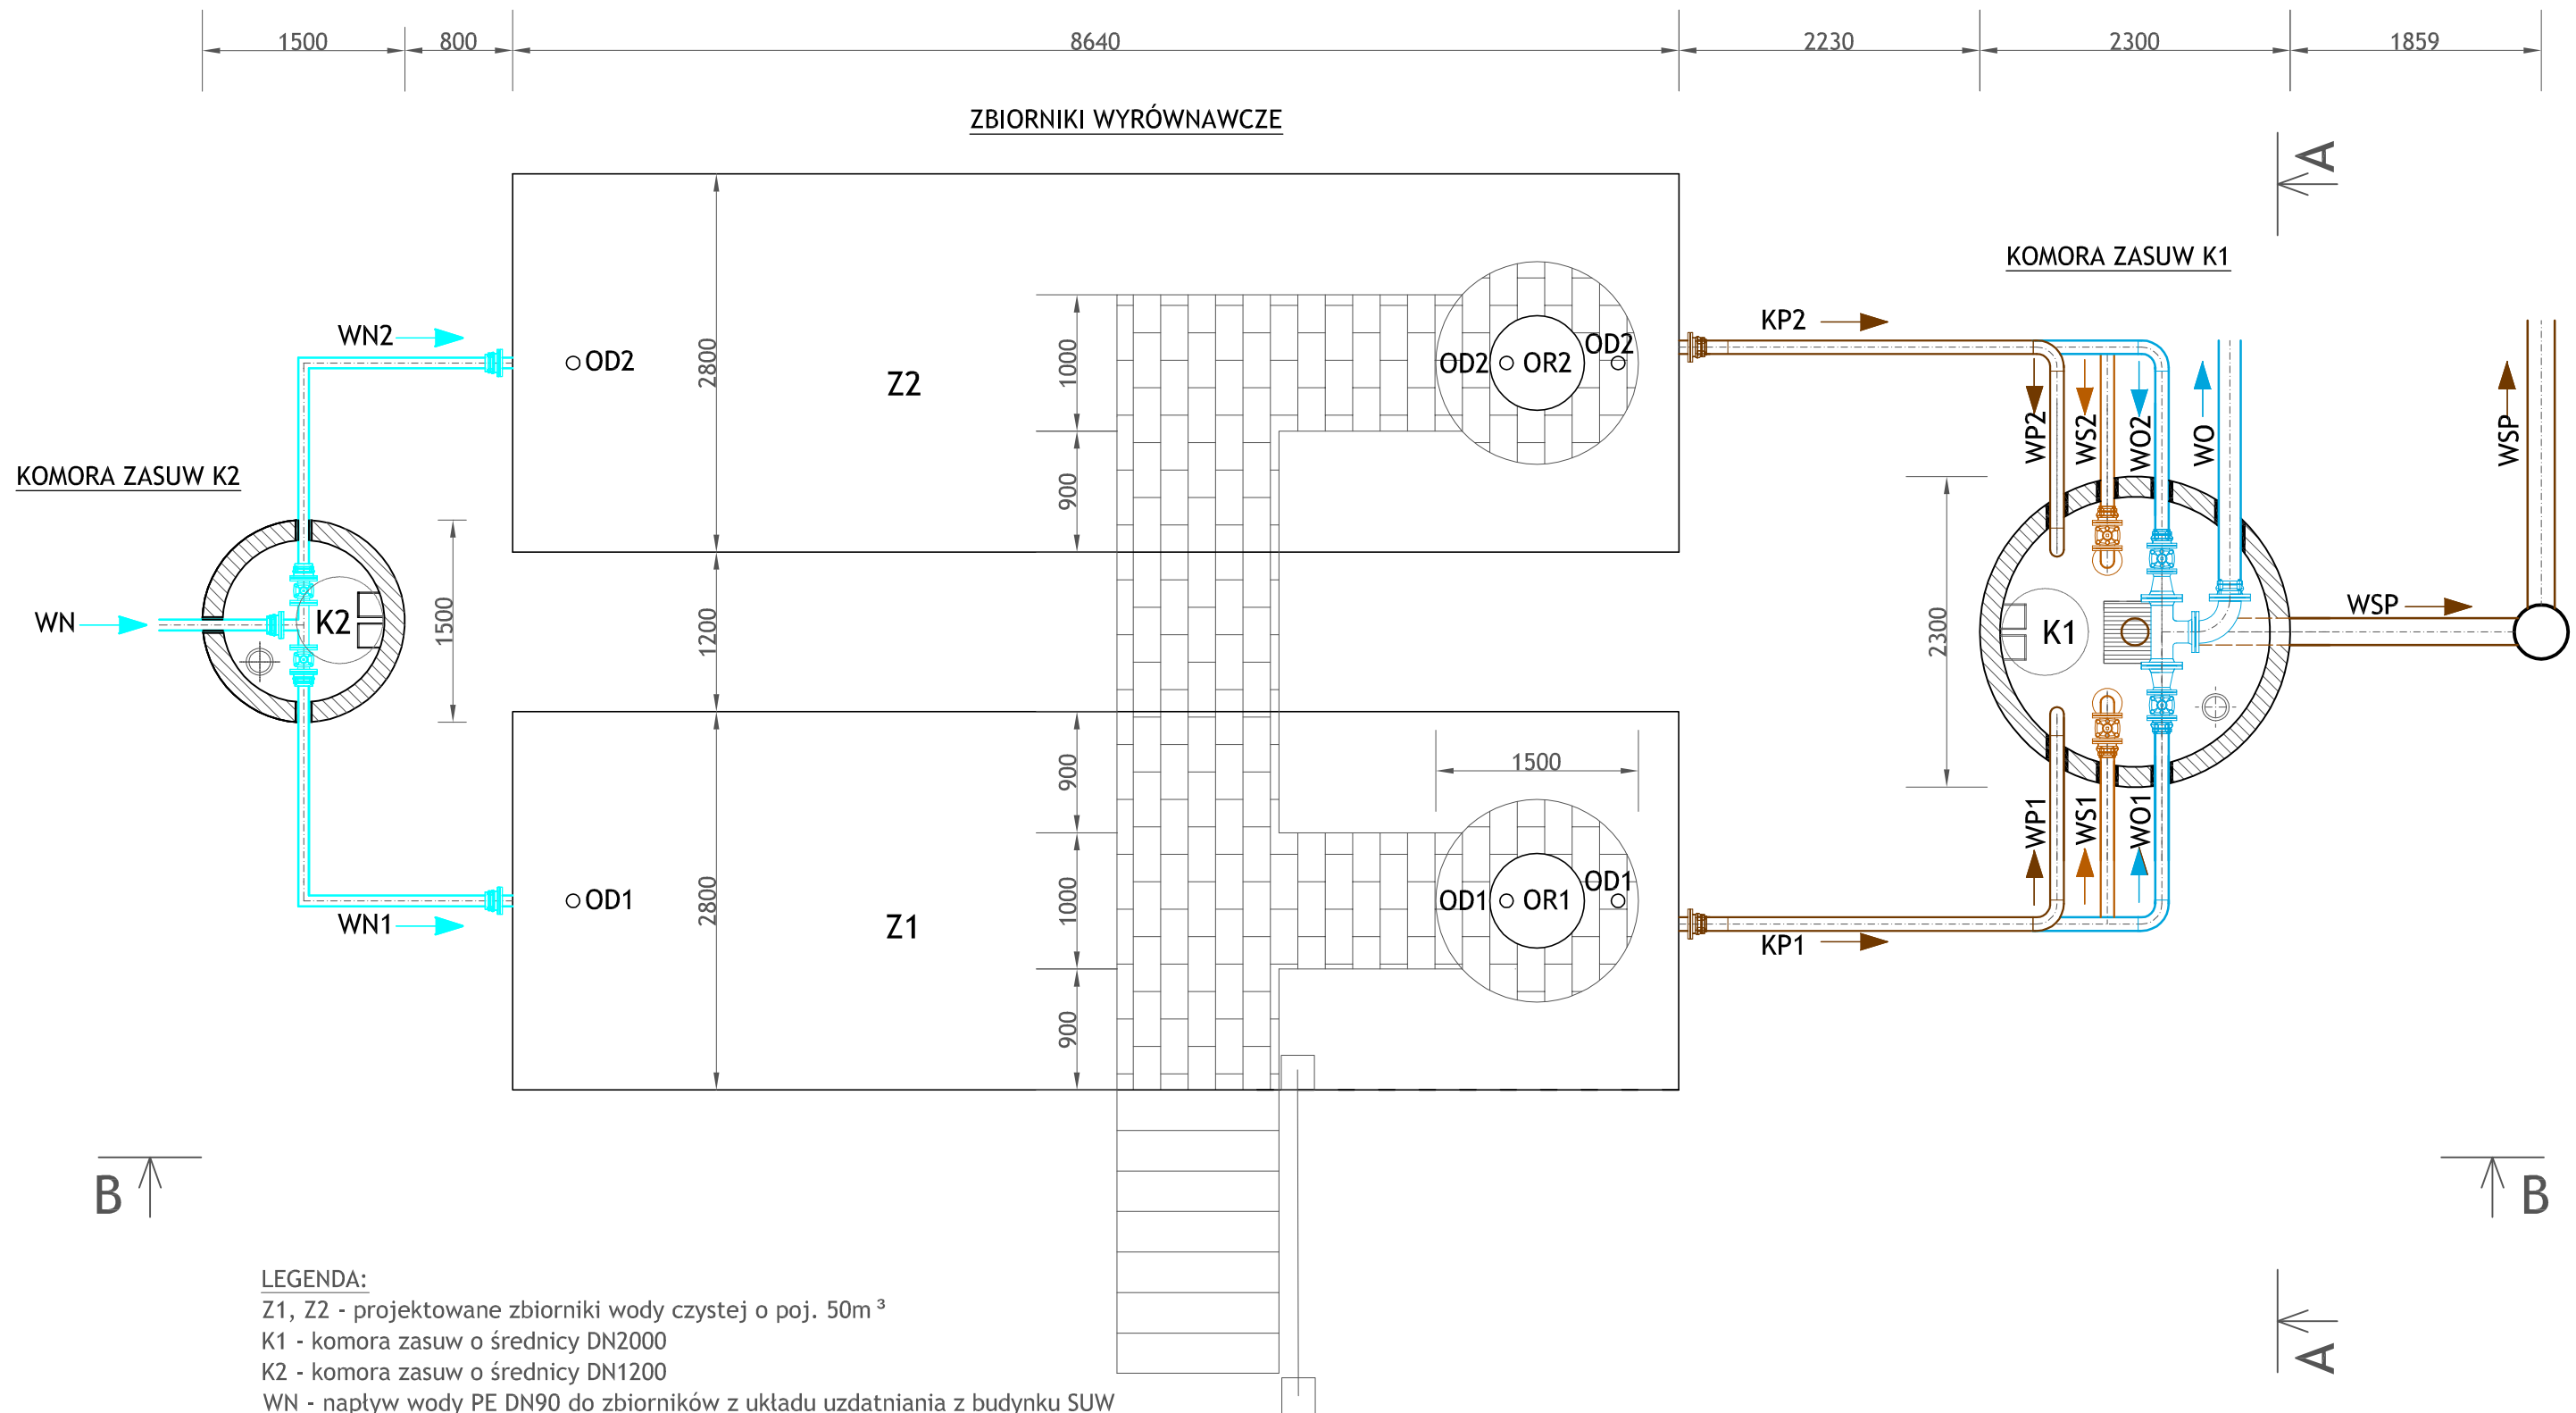 1500 800 8640 2230 2300 1859
ZBIORNIKI WYRÓWNAWCZE
A
KOMORA ZASUW K1
WN2
KP2
OD2
2800
Z2
1000
OD2
OR2
OD2
WP2
WS2
WO2
WO
WSP
KOMORA ZASUW K2
900
WN
K2
1500
1200
2300
K1
WSP
900
1500
WP1
WS1
WO1
OD1
2800
Z1
1000
OD1
OR1
OD1
WN1
KP1
900
B
B
LEGENDA:
Z1, Z2 - projektowane zbiorniki wody czystej o poj. 50m³
K1 - komora zasuw o średnicy DN2000
K2 - komora zasuw o średnicy DN1200
WN - napływ wody PE DN90 do zbiorników z układu uzdatniania z budynku SUW
A